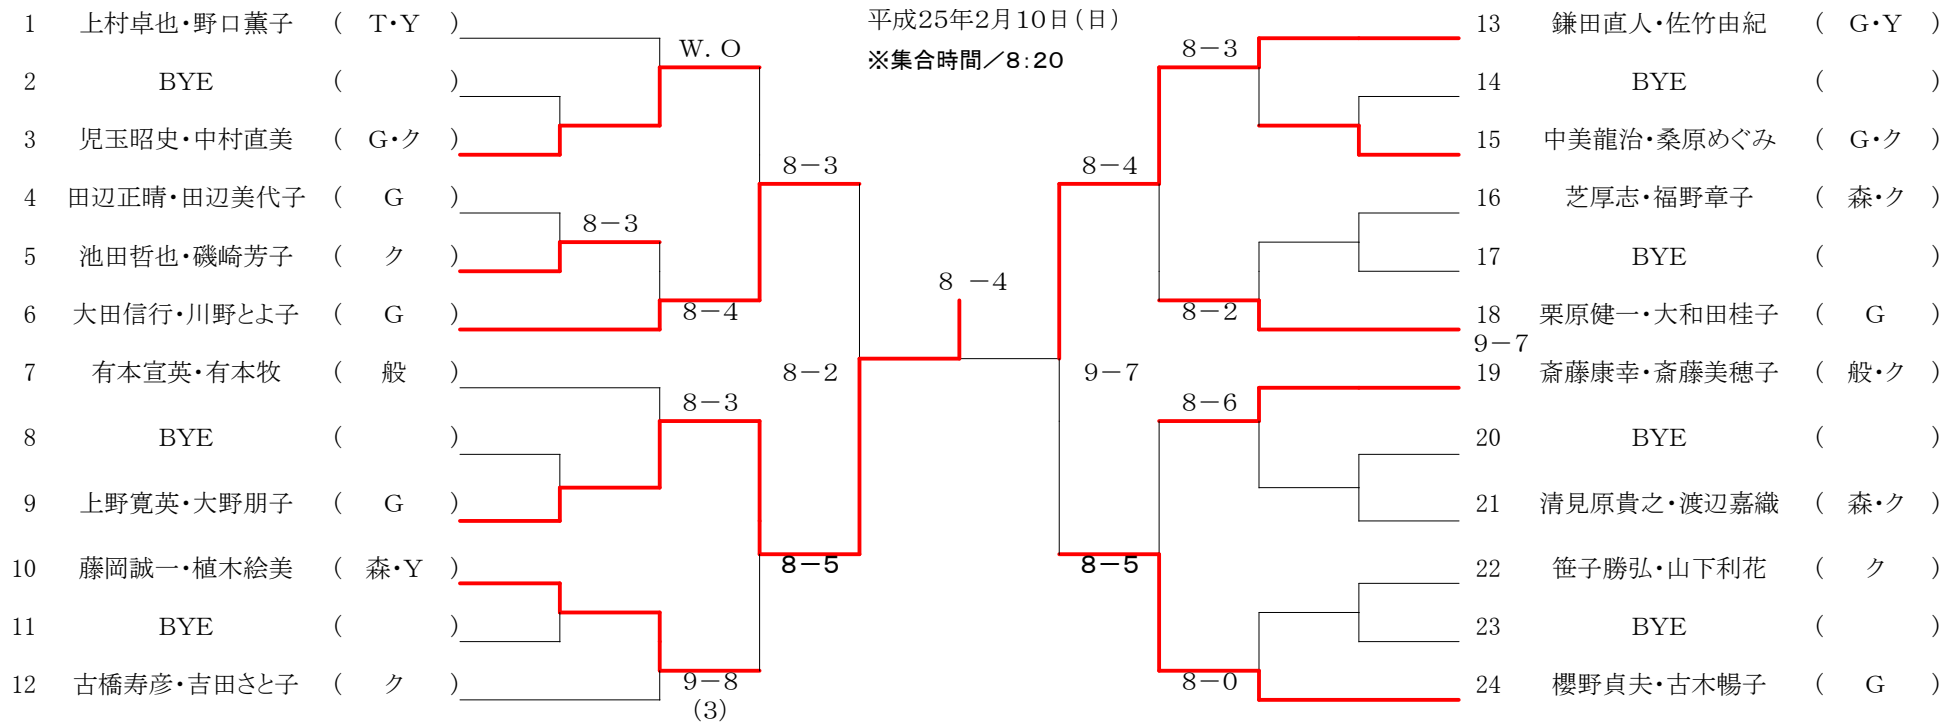 平成25年2月10日(日)
※集合時間/8:20
1 上村卓也・野口薫子 ( T・Y )
2 BYE ( )
3 児玉昭史・中村直美 ( G・ク )
4 田辺正晴・田辺美代子 ( G )
5 池田哲也・磯崎芳子 ( ク )
6 大田信行・川野とよ子 ( G )
7 有本宣英・有本牧 ( 般 )
8 BYE ( )
9 上野寛英・大野朋子 ( G )
10 藤岡誠一・植木絵美 ( 森・Y )
11 BYE ( )
12 古橋寿彦・吉田さと子 ( ク )
W.O
8-3
8-3
8-4
8-2
8-3
8-5
9-8
(3)
8 -4
8-3
8-4
8-2
9-7
8-6
8-5
8-0
13 鎌田直人・佐竹由紀 ( G・Y )
14 BYE ( )
15 中美龍治・桑原めぐみ ( G・ク )
16 芝厚志・福野章子 ( 森・ク )
17 BYE ( )
18 栗原健一・大和田桂子 ( G )
9-7
19 斎藤康幸・斎藤美穂子 ( 般・ク )
20 BYE ( )
21 清見原貴之・渡辺嘉織 ( 森・ク )
22 笹子勝弘・山下利花 ( ク )
23 BYE ( )
24 櫻野貞夫・古木暢子 ( G )